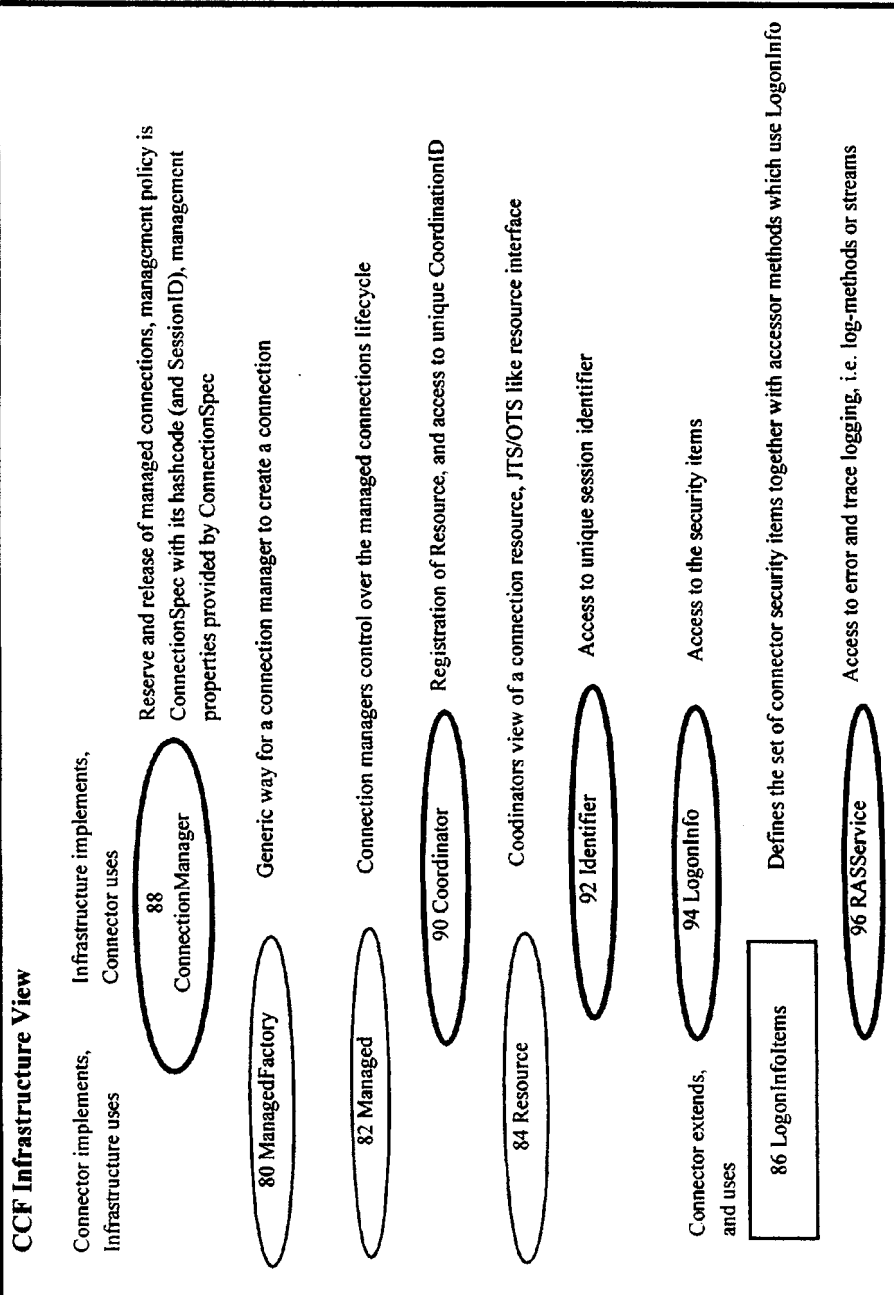 CCF Infrastructure View
Connector implements,
Infrastructure uses
Infrastructure implements,
Connector uses
88
ConnectionManager
Reserve and release of managed connections, management policy is
ConnectionSpec with its hashcode (and SessionID), management
properties provided by ConnectionSpec
80 ManagedFactory
Generic way for a connection manager to create a connection
82 Managed
Connection managers control over the managed connections lifecycle
90 Coordinator
Registration of Resource, and access to unique CoordinationID
84 Resource
Coodinators view of a connection resource, JTS/OTS like resource interface
92 Identifier
Access to unique session identifier
94 LogonInfo
Access to the security items
Connector extends,
and uses
86 LogonInfoItems
Defines the set of connector security items together with accessor methods which use LogonInfo
96 RASService
Access to error and trace logging, i.e. log-methods or streams